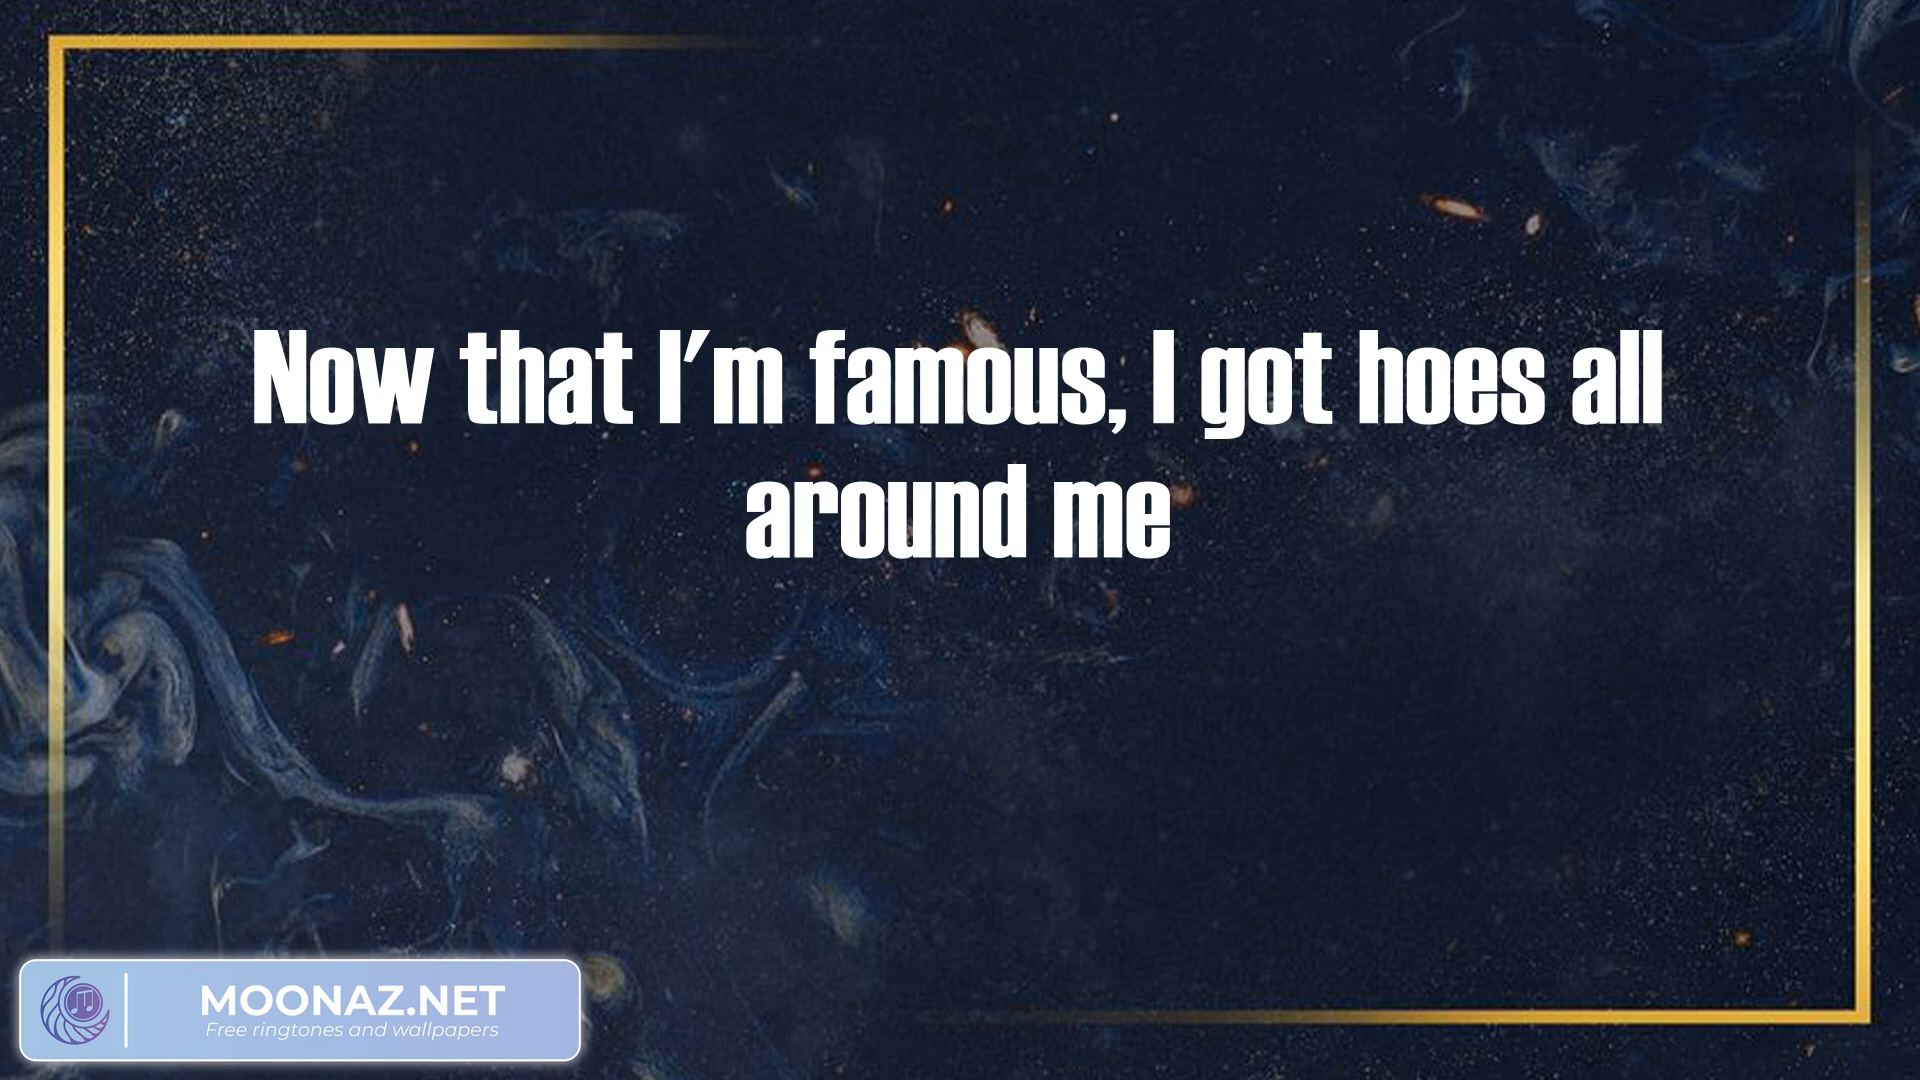 Now that I'm famous, I got hoes all
around me
MOONAZ.NET
Free ringtones and wallpapers